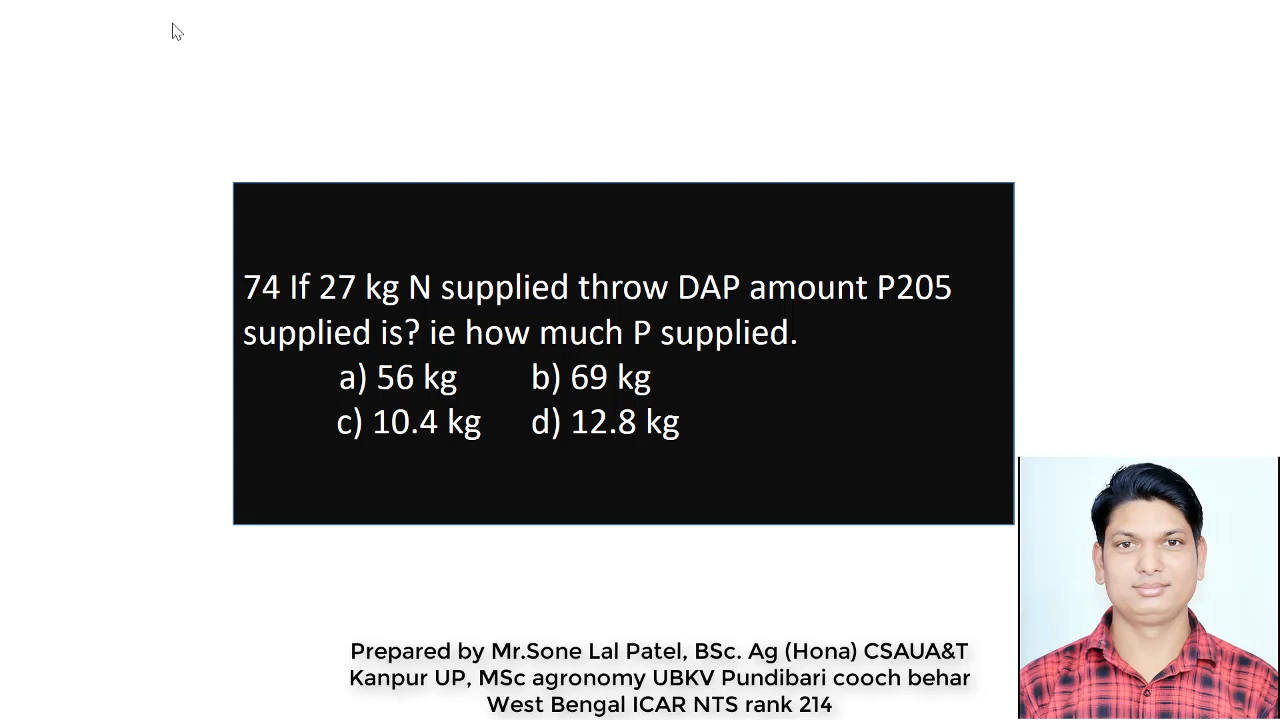 74 If 27 kg N supplied throw DAP amount P205
supplied is? ie how much P supplied.
a) 56 kg b) 69 kg
c) 10.4 kg d) 12.8 kg
Prepared by Mr.Sone Lal Patel, BSc. Ag (Hona) CSAUA&T
Kanpur UP, MSc agronomy UBKV Pundibari cooch behar
West Bengal ICAR NTS rank 214